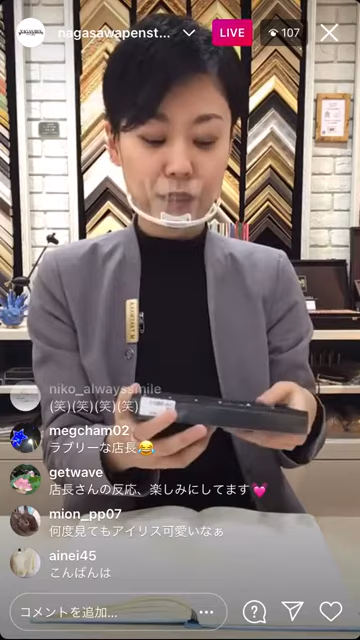 nagasawapenst...
LIVE
107
niko_alwayssmile
(笑)(笑)(笑)(笑)
megcham02
ラブリーな店長😂
getwave
店長さんの反応、楽しみにしてます💓
mion_pp07
何度見てもアイリス可愛いなぁ
ainei45
こんばんは
コメントを追加...